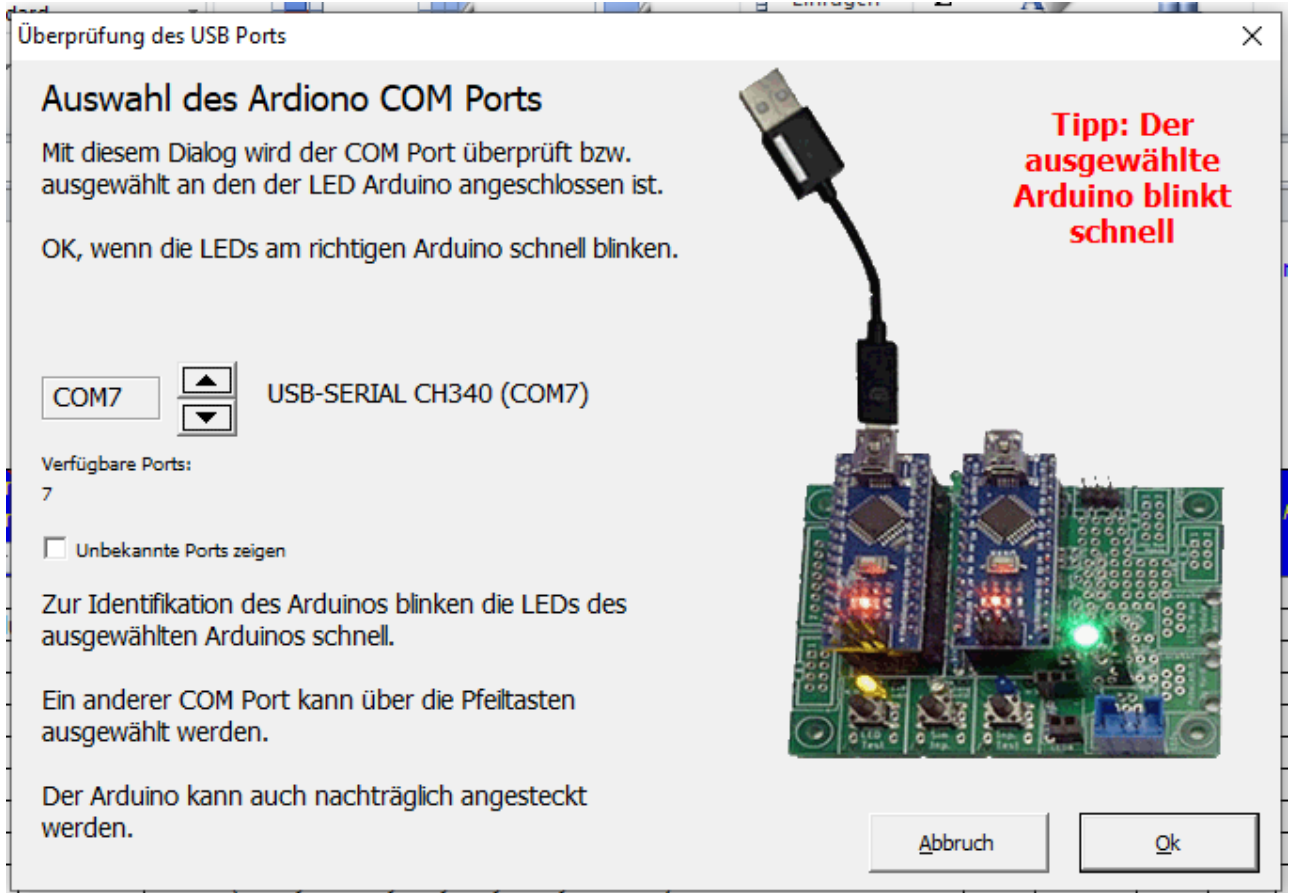 Einfügen
Überprüfung des USB Ports
Auswahl des Ardiono COM Ports
Mit diesem Dialog wird der COM Port überprüft bzw.
ausgewählt an den der LED Arduino angeschlossen ist.
OK, wenn die LEDs am richtigen Arduino schnell blinken.
Tipp: Der
ausgewählte
Arduino blinkt
schnell
COM7
USB-SERIAL CH340 (COM7)
Verfügbare Ports:
7
Unbekannte Ports zeigen
Zur Identifikation des Arduinos blinken die LEDs des
ausgewählten Arduinos schnell.
Ein anderer COM Port kann über die Pfeiltasten
ausgewählt werden.
Der Arduino kann auch nachträglich angesteckt
werden.
LED
Test
Abbruch
Ok